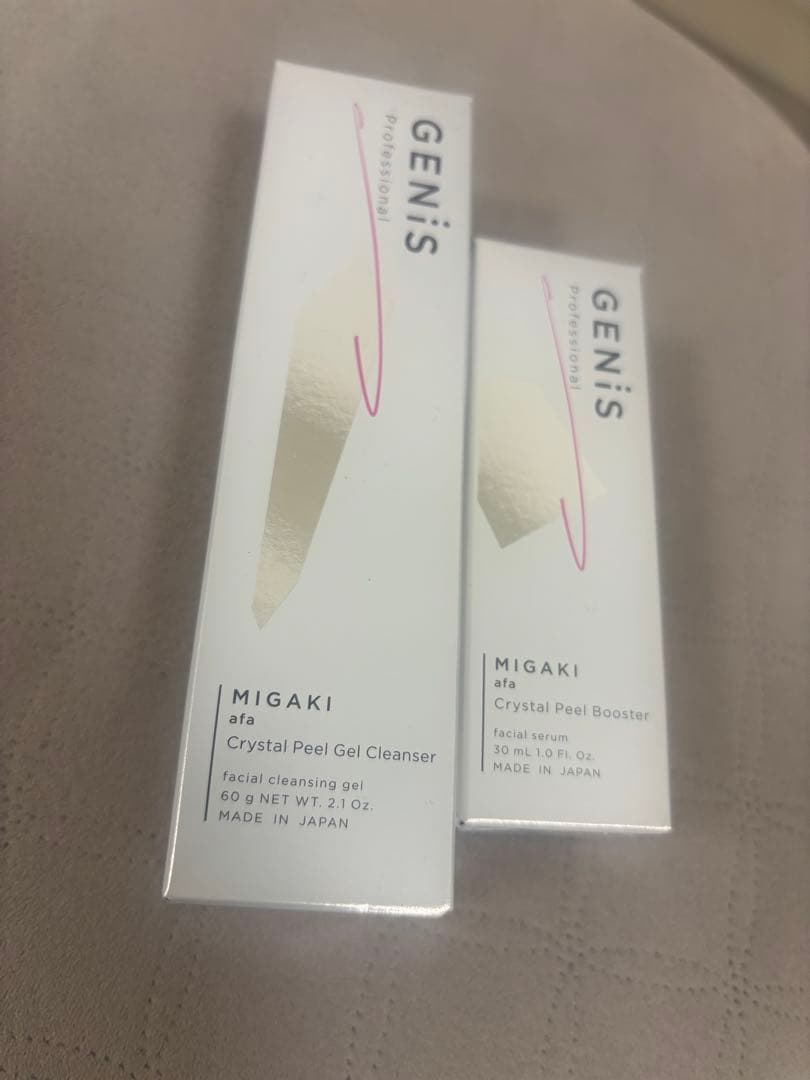 GENiS
Professional
MIGAKI
afa
Crystal Peel Gel Cleanser
facial cleansing gel
60 g NET WT. 2.1 Oz.
MADE IN JAPAN
GENiS
Professional
MIGAKI
afa
Crystal Peel Booster
facial serum
30 mL 1.0 Fl. Oz.
MADE IN JAPAN